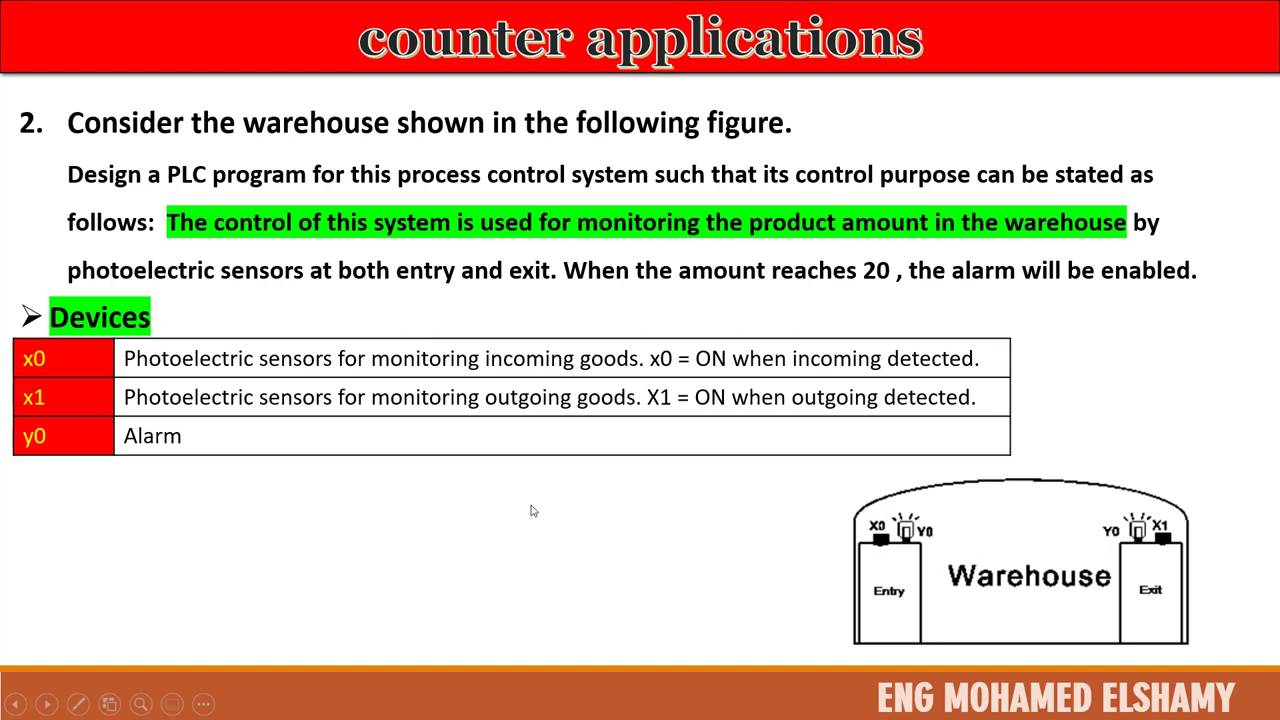 counter applications
2. Consider the warehouse shown in the following figure.
Design a PLC program for this process control system such that its control purpose can be stated as
follows: The control of this system is used for monitoring the product amount in the warehouse by
photoelectric sensors at both entry and exit. When the amount reaches 20 , the alarm will be enabled.
➢ Devices
x0 Photoelectric sensors for monitoring incoming goods. x0 = ON when incoming detected.
x1 Photoelectric sensors for monitoring outgoing goods. X1 = ON when outgoing detected.
y0 Alarm
X0 Y0 Y0 X1
Warehouse
Entry Exit
ENG MOHAMED ELSHAMY